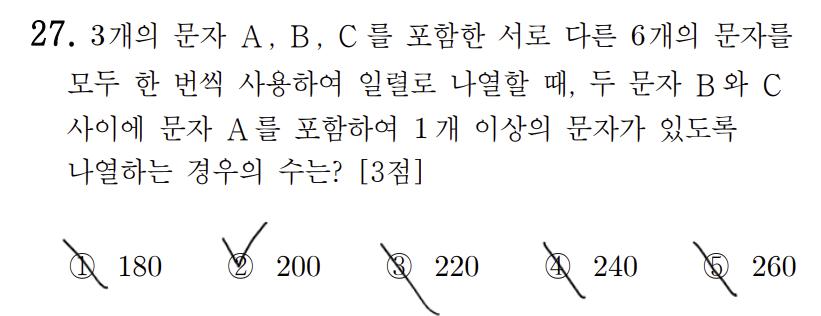 27. 3개의 문자 A, B, C를 포함한 서로 다른 6개의 문자를
모두 한 번씩 사용하여 일렬로 나열할 때, 두 문자 B와 C
사이에 문자 A를 포함하여 1개 이상의 문자가 있도록
나열하는 경우의 수는? [3점]
① 180 ② 200 ③ 220 ④ 240 ⑤ 260